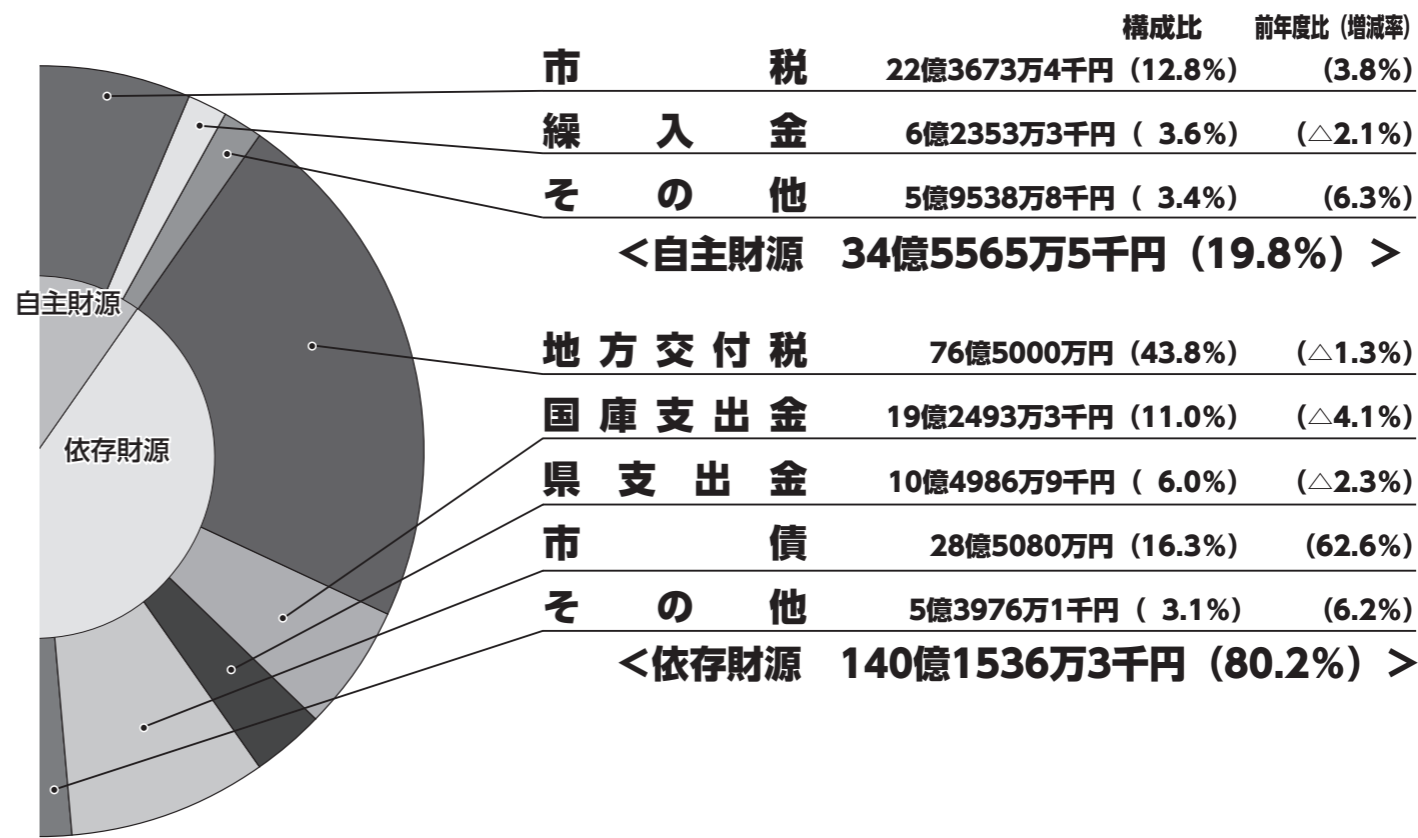 構成比 前年度比（増減率）
市税 22億3673万4千円（12.8%） （3.8%）
繰入金 6億2353万3千円（ 3.6%） （△2.1%）
その他 5億9538万8千円（ 3.4%） （6.3%）
＜自主財源 34億5565万5千円（19.8%）＞
自主財源
地方交付税 76億5000万円（43.8%） （△1.3%）
国庫支出金 19億2493万3千円（11.0%） （△4.1%）
依存財源
県支出金 10億4986万9千円（ 6.0%） （△2.3%）
市債 28億5080万円（16.3%） （62.6%）
その他 5億3976万1千円（ 3.1%） （6.2%）
＜依存財源 140億1536万3千円（80.2%）＞